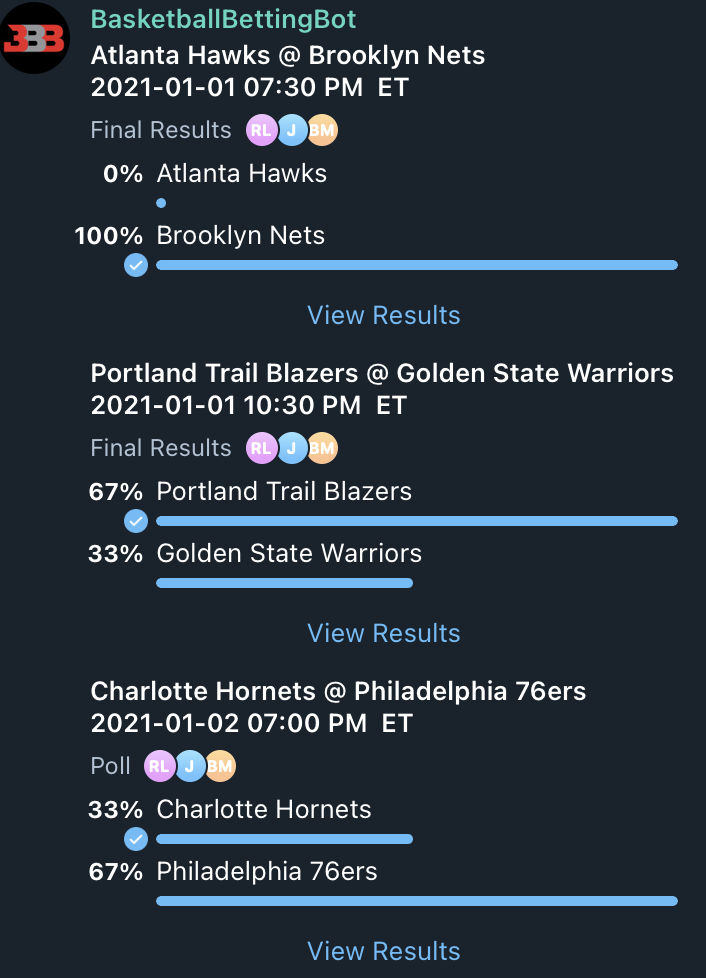 BasketballBettingBot
BBB
Atlanta Hawks @ Brooklyn Nets
2021-01-01 07:30 PM ET
Final Results RL J BM
0% Atlanta Hawks
100% Brooklyn Nets
View Results
Portland Trail Blazers @ Golden State Warriors
2021-01-01 10:30 PM ET
Final Results RL J BM
67% Portland Trail Blazers
33% Golden State Warriors
View Results
Charlotte Hornets @ Philadelphia 76ers
2021-01-02 07:00 PM ET
Poll RL J BM
33% Charlotte Hornets
67% Philadelphia 76ers
View Results